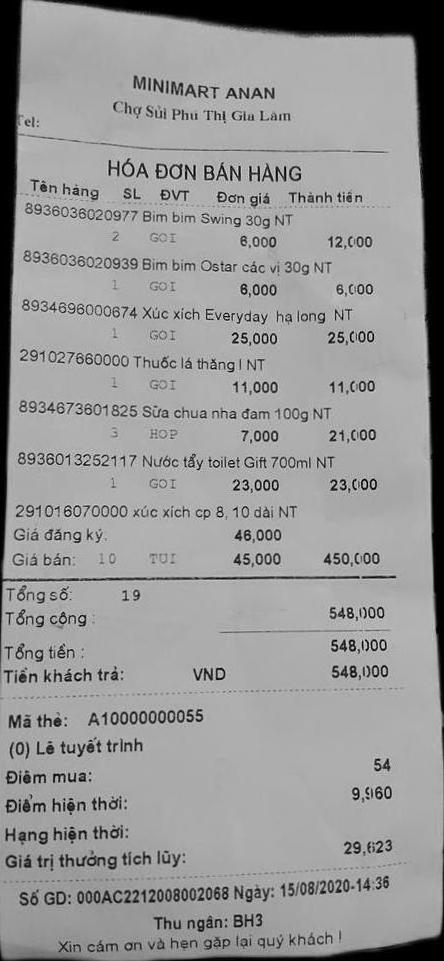 MINIMART ANAN
Chợ Sủi Phú Thị Gia Lâm
Tel:
HÓA ĐƠN BÁN HÀNG
Tên hàng SL ĐVT Đơn giá Thành tiền
8936036020977 Bim bim Swing 30g NT
2 GOI 6,000 12,000
8936036020939 Bim bim Ostar các vị 30g NT
1 GOI 6,000 6,000
8934696000674 Xúc xích Everyday hạ long NT
1 GOI 25,000 25,000
291027660000 Thuốc lá thăng l NT
1 GOI 11,000 11,000
8934673601825 Sữa chua nha đam 100g NT
3 HOP 7,000 21,000
8936013252117 Nước tẩy toilet Gift 700ml NT
1 GOI 23,000 23,000
291016070000 xúc xích cp 8, 10 dài NT
Giá đăng ký: 46,000
Giá bán: 10 TUI 45,000 450,000
Tổng số: 19
Tổng cộng : 548,000
Tổng tiền : 548,000
Tiền khách trả: VND 548,000
Mã thẻ: A10000000055
(0) Lê tuyết trình
Điểm mua: 54
Điểm hiện thời: 9,960
Hạng hiện thời:
Giá trị thưởng tích lũy: 29,623
Số GD: 000AC2212008002068 Ngày: 15/08/2020-14:36
Thu ngân: BH3
Xin cám ơn và hẹn gặp lại quý khách !